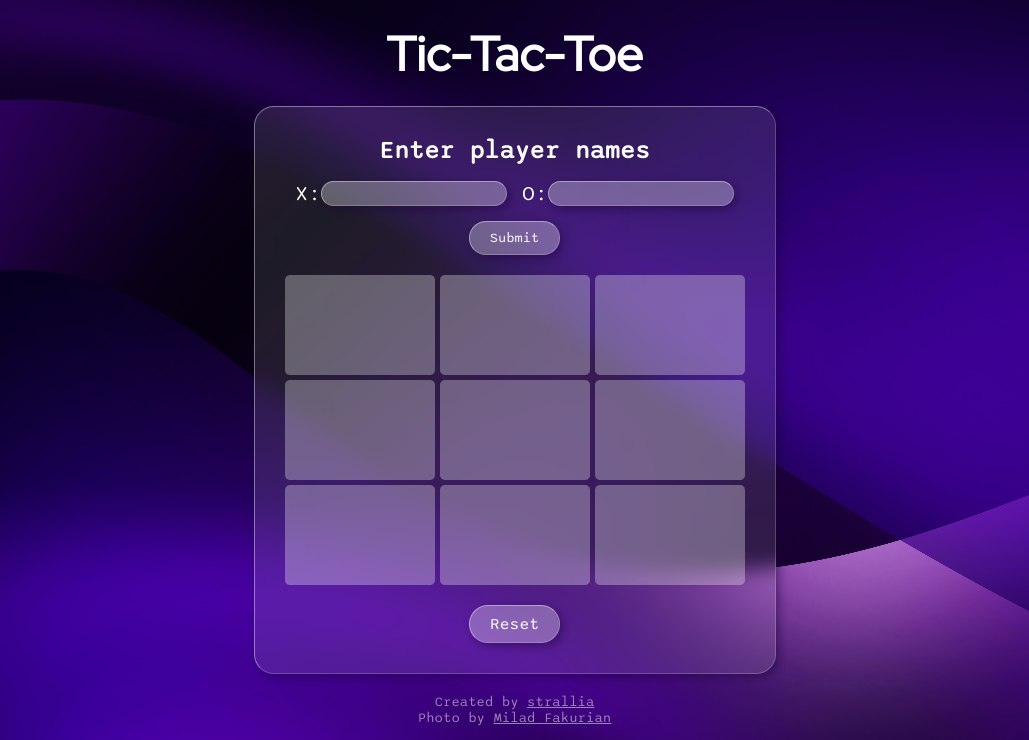 Tic-Tac-Toe
Enter player names
X: O:
Submit
Reset
Created by strallia
Photo by Milad Fakurian